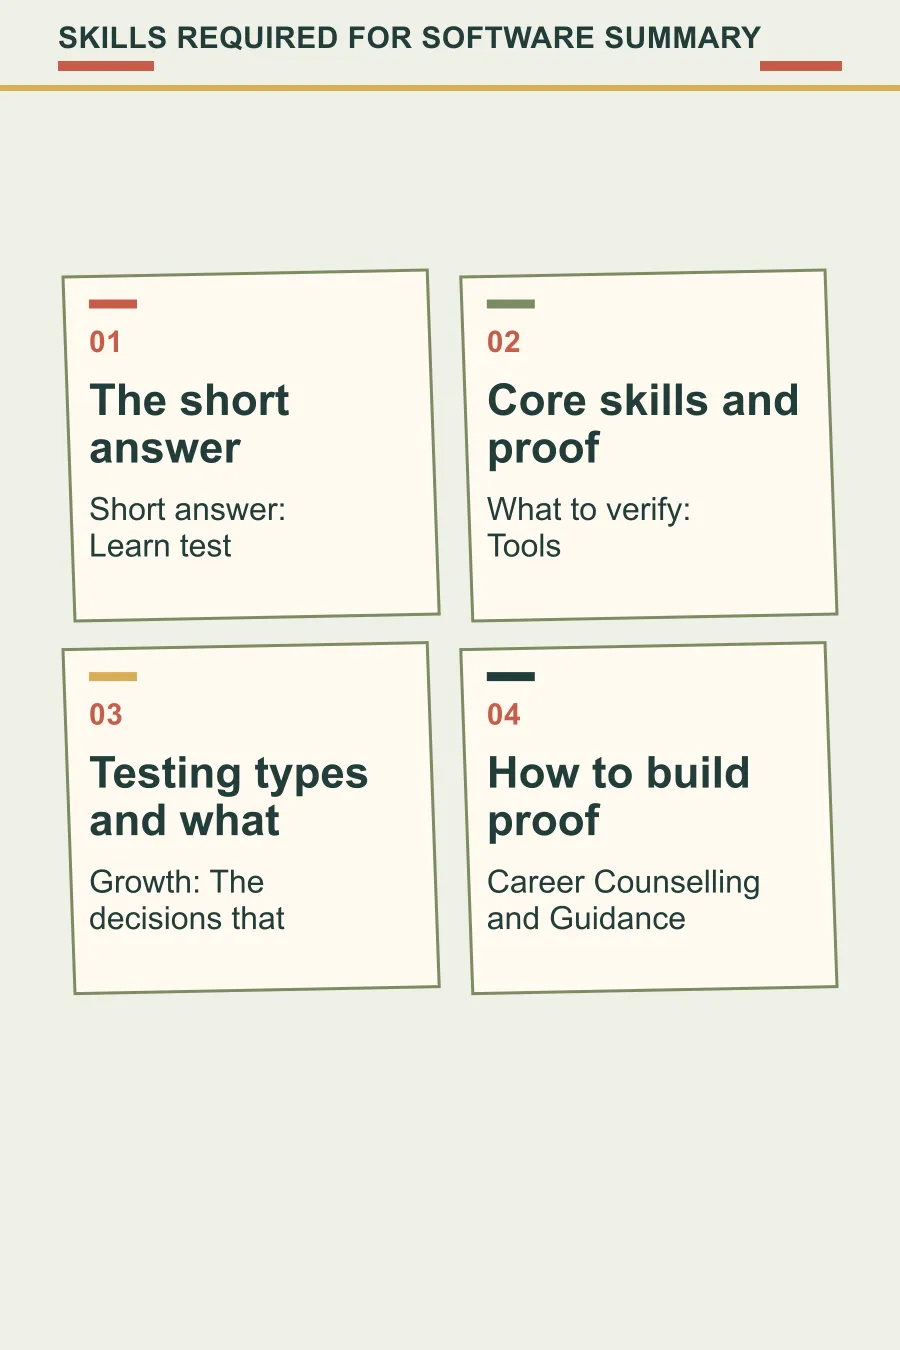 SKILLS REQUIRED FOR SOFTWARE SUMMARY
01
The short
answer
Short answer:
Learn test
02
Core skills and
proof
What to verify:
Tools
03
Testing types
and what
Growth: The
decisions that
04
How to build
proof
Career Counselling
and Guidance